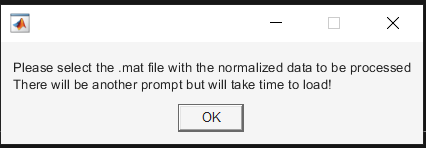 Please select the .mat file with the normalized data to be processed
There will be another prompt but will take time to load!
OK